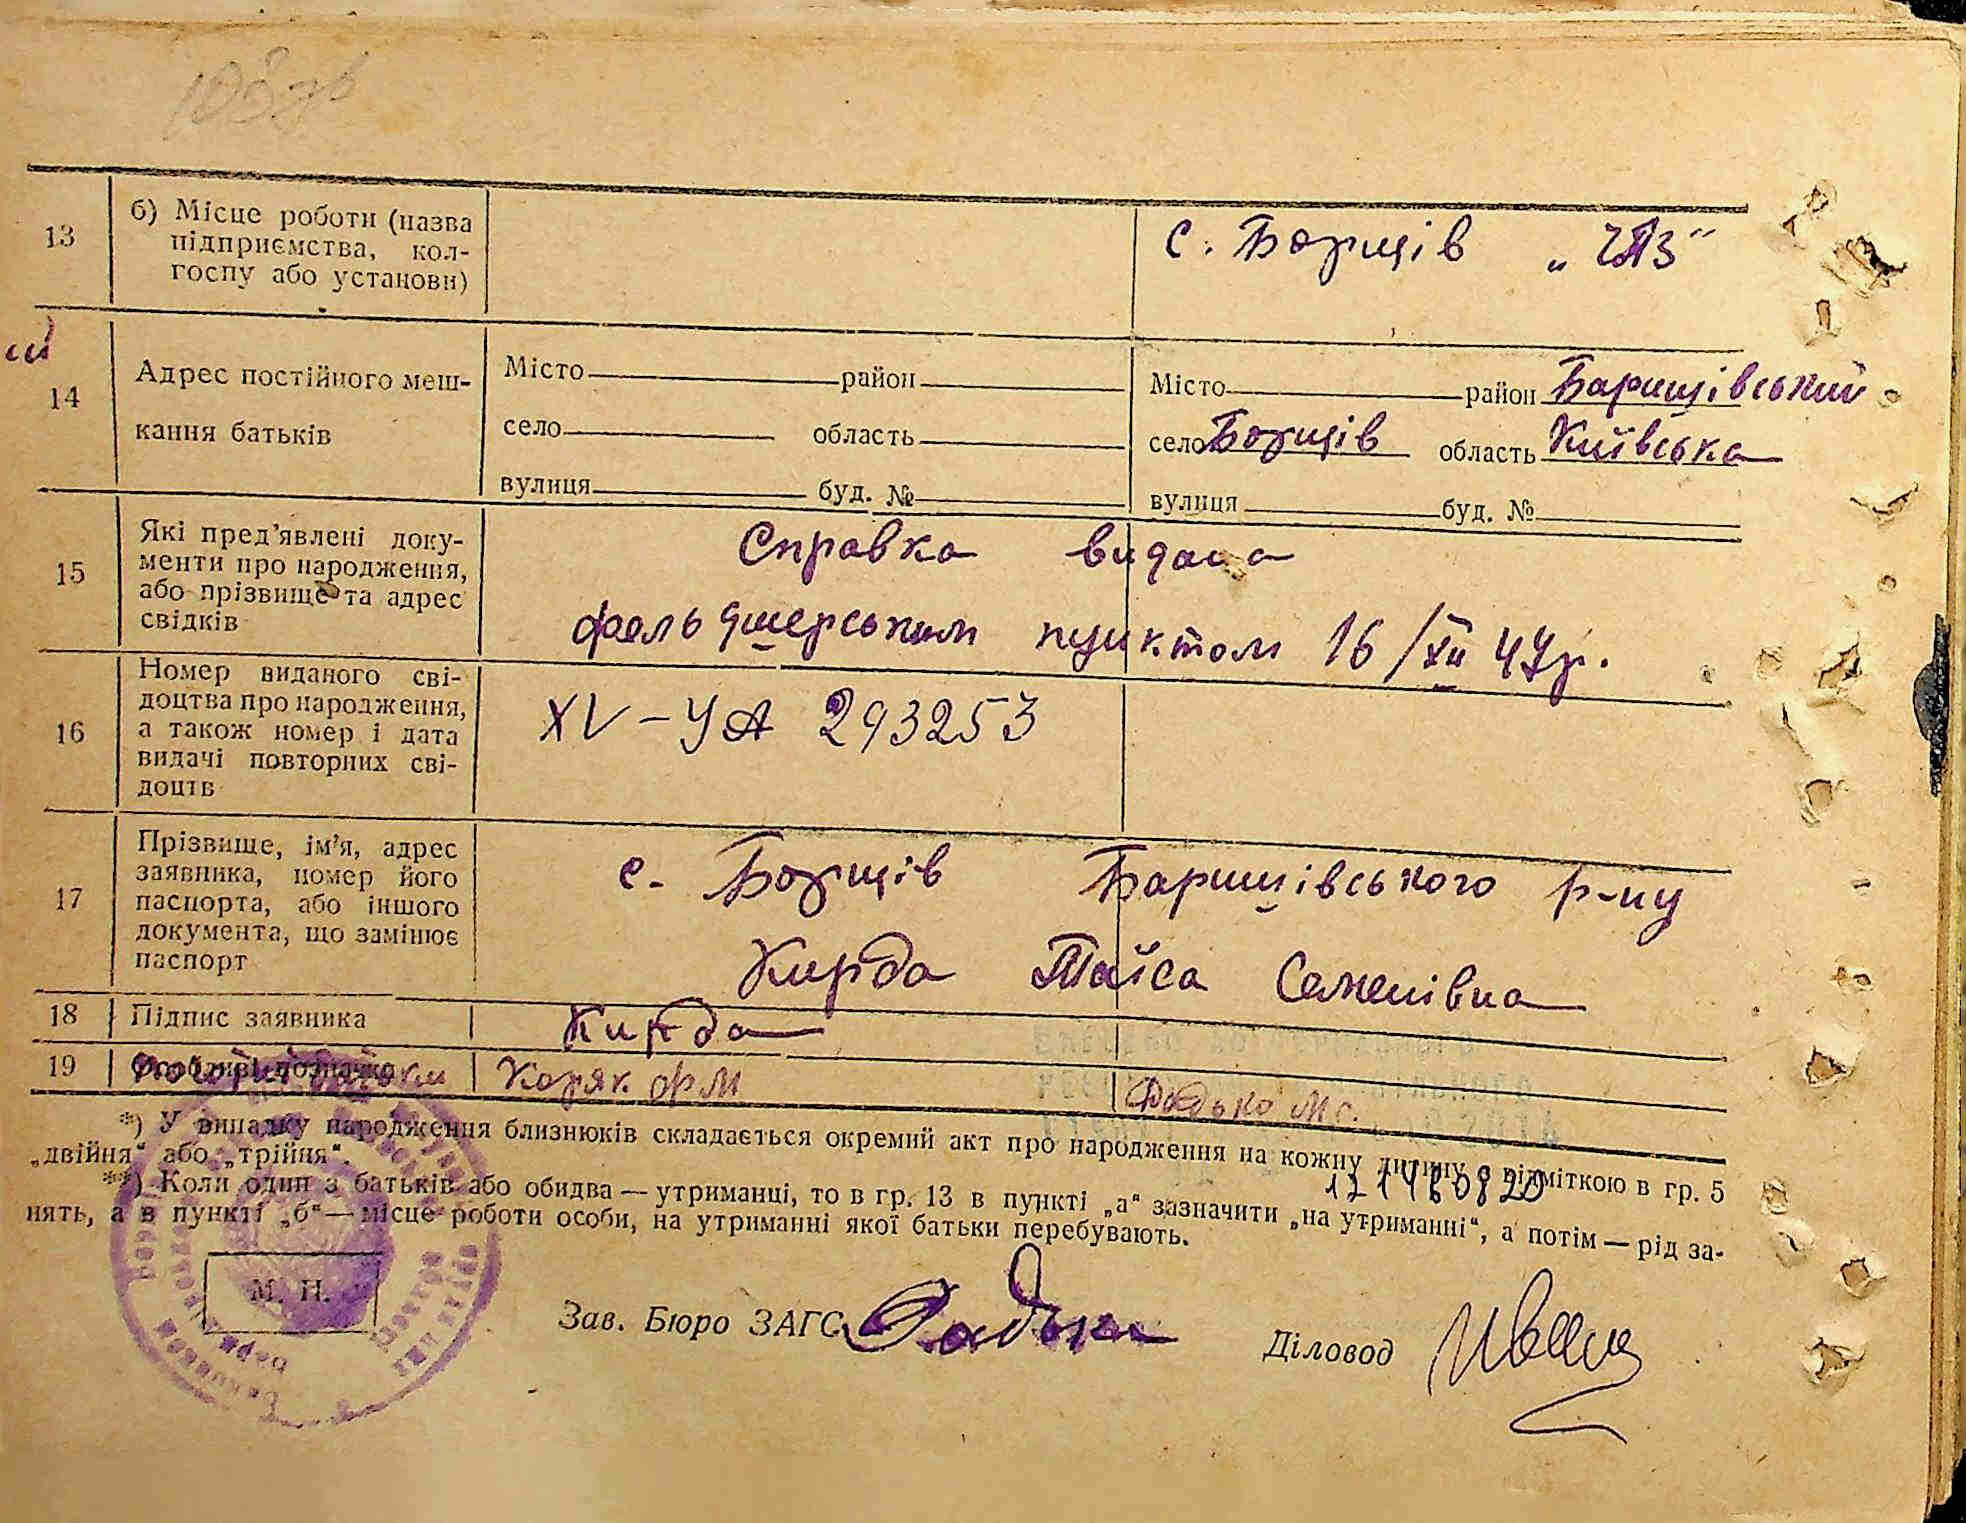 13
б) Місце роботи (назва
підприємства, кол-
госпу або установи)
с. Борщів „ЧАЗ“
14
Адрес постійного меш-
кання батьків
Місто район
село область
вулиця буд. №
Місто район Баришівський
село Борщів область Київська
вулиця буд. №
15
Які пред’явлені доку-
менти про народження,
або прізвище та адрес
свідків
Справка видана
фельдшерським пунктом 16/XII 47р.
16
Номер виданого сві-
доцтва про народження,
а також номер і дата
видачі повторних сві-
доцтв
XV-УА 293253
17
Прізвище, ім’я, адрес
заявника, номер його
паспорта, або іншого
документа, що замінює
паспорт
с. Борщів Баришівського р-ну
Кирда Таїса Семенівна
18 Підпис заявника
Кирда
19 Особливі позначки
Коряк ФМ
Радько М.С.
*) У випадку народження близнюків складається окремий акт про народження на кожну дитину з відміткою в гр. 5
„двійня“ або „трійня“.
**) Коли один з батьків або обидва — утриманці, то в гр. 13 в пункті „а“ зазначити „на утриманні“, а потім — рід за-
нять, а в пункті „б“ — місце роботи особи, на утриманні якої батьки перебувають.
М. П.
Зав. Бюро ЗАГС Радько
Діловод